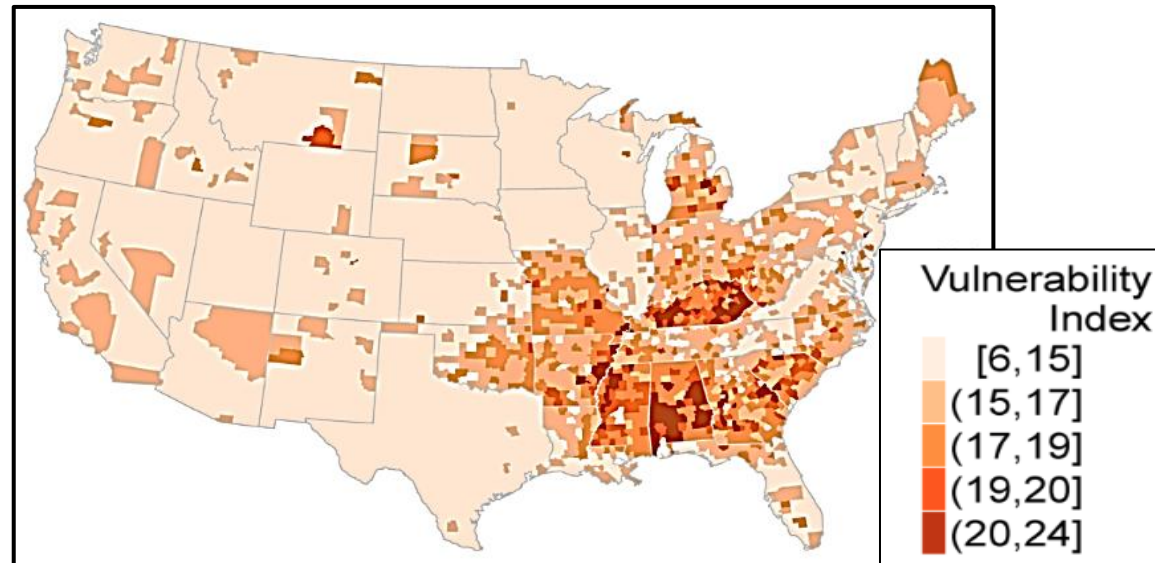 Vulnerability
Index
[6,15]
(15,17]
(17,19]
(19,20]
(20,24]